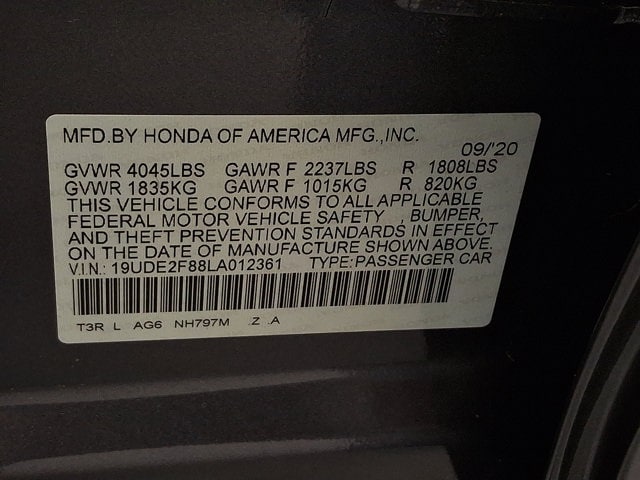 MFD.BY HONDA OF AMERICA MFG.,INC.
09/'20
GVWR 4045LBS GAWR F 2237LBS R 1808LBS
GVWR 1835KG GAWR F 1015KG R 820KG
THIS VEHICLE CONFORMS TO ALL APPLICABLE
FEDERAL MOTOR VEHICLE SAFETY , BUMPER,
AND THEFT PREVENTION STANDARDS IN EFFECT
ON THE DATE OF MANUFACTURE SHOWN ABOVE.
V.I.N.: 19UDE2F88LA012361 TYPE:PASSENGER CAR
T3R L AG6 NH797M .Z .A